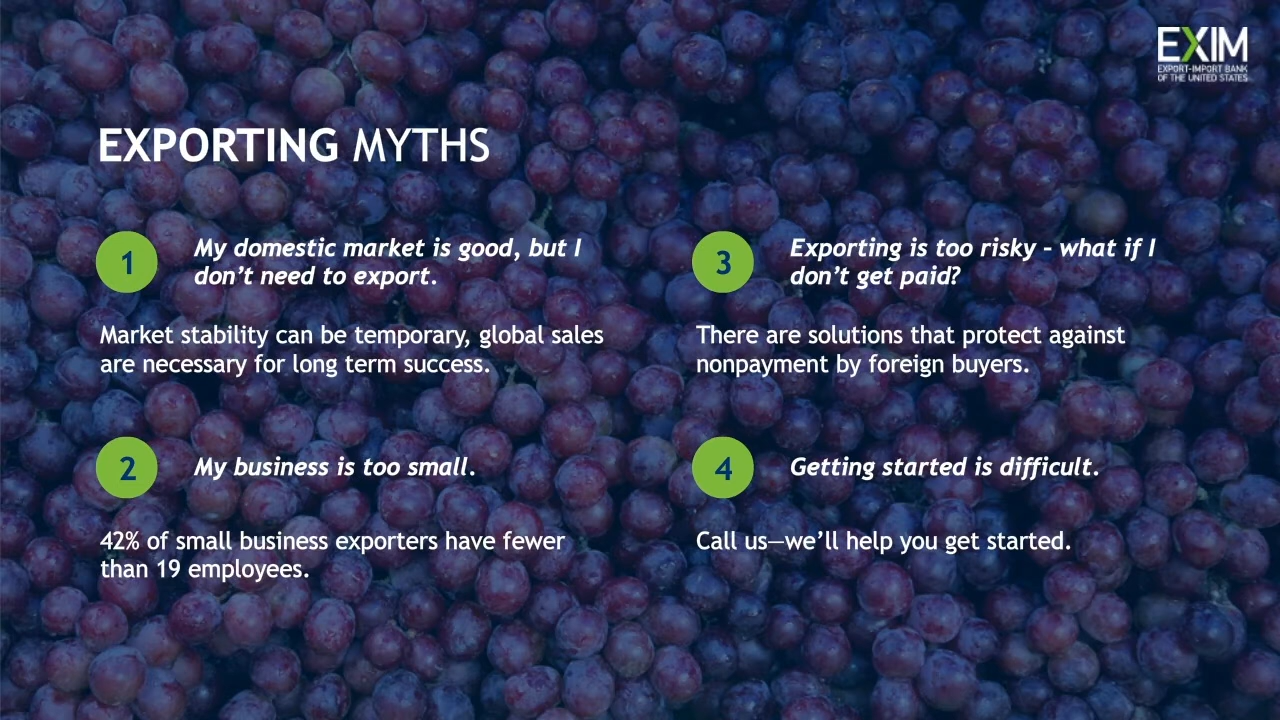 EXIM
EXPORT-IMPORT BANK
OF THE UNITED STATES
EXPORTING MYTHS
1
My domestic market is good, but I
don’t need to export.
Market stability can be temporary, global sales
are necessary for long term success.
2
My business is too small.
42% of small business exporters have fewer
than 19 employees.
3
Exporting is too risky – what if I
don’t get paid?
There are solutions that protect against
nonpayment by foreign buyers.
4
Getting started is difficult.
Call us—we’ll help you get started.